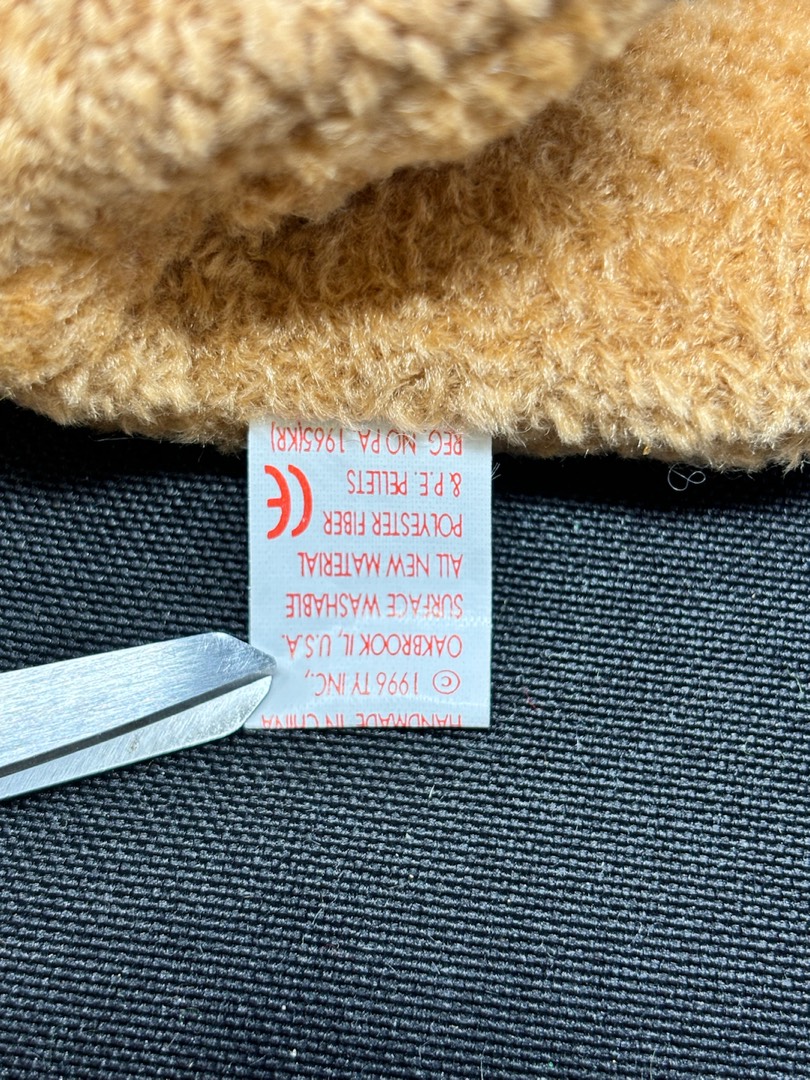 HANDMADE IN CHINA
© 1996 TY INC.,
OAKBROOK IL, U.S.A.
SURFACE WASHABLE
ALL NEW MATERIAL
POLYESTER FIBER
& P.E. PELLETS
CE
REG. NO PA. 1965(KR)